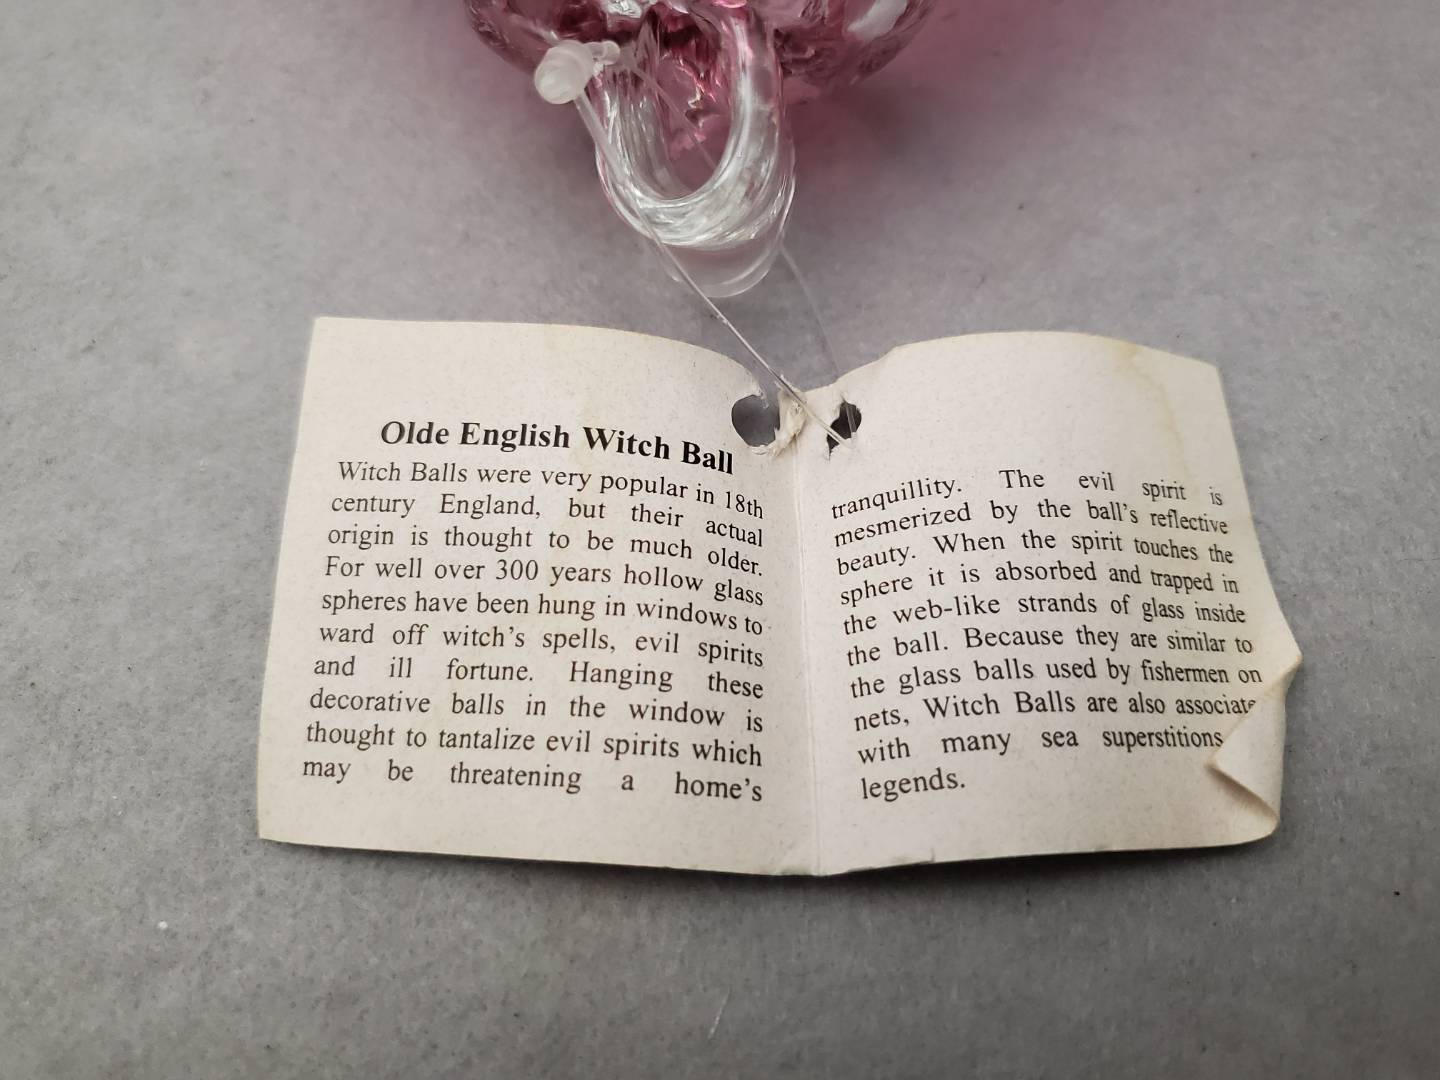 Olde English Witch Ball
Witch Balls were very popular in 18th
century England, but their actual
origin is thought to be much older.
For well over 300 years hollow glass
spheres have been hung in windows to
ward off witch's spells, evil spirits
and ill fortune. Hanging these
decorative balls in the window is
thought to tantalize evil spirits which
may be threatening a home's
tranquillity. The evil spirit is
mesmerized by the ball's reflective
beauty. When the spirit touches the
sphere it is absorbed and trapped in
the web-like strands of glass inside
the ball. Because they are similar to
the glass balls used by fishermen on
nets, Witch Balls are also associate
with many sea superstitions
legends.